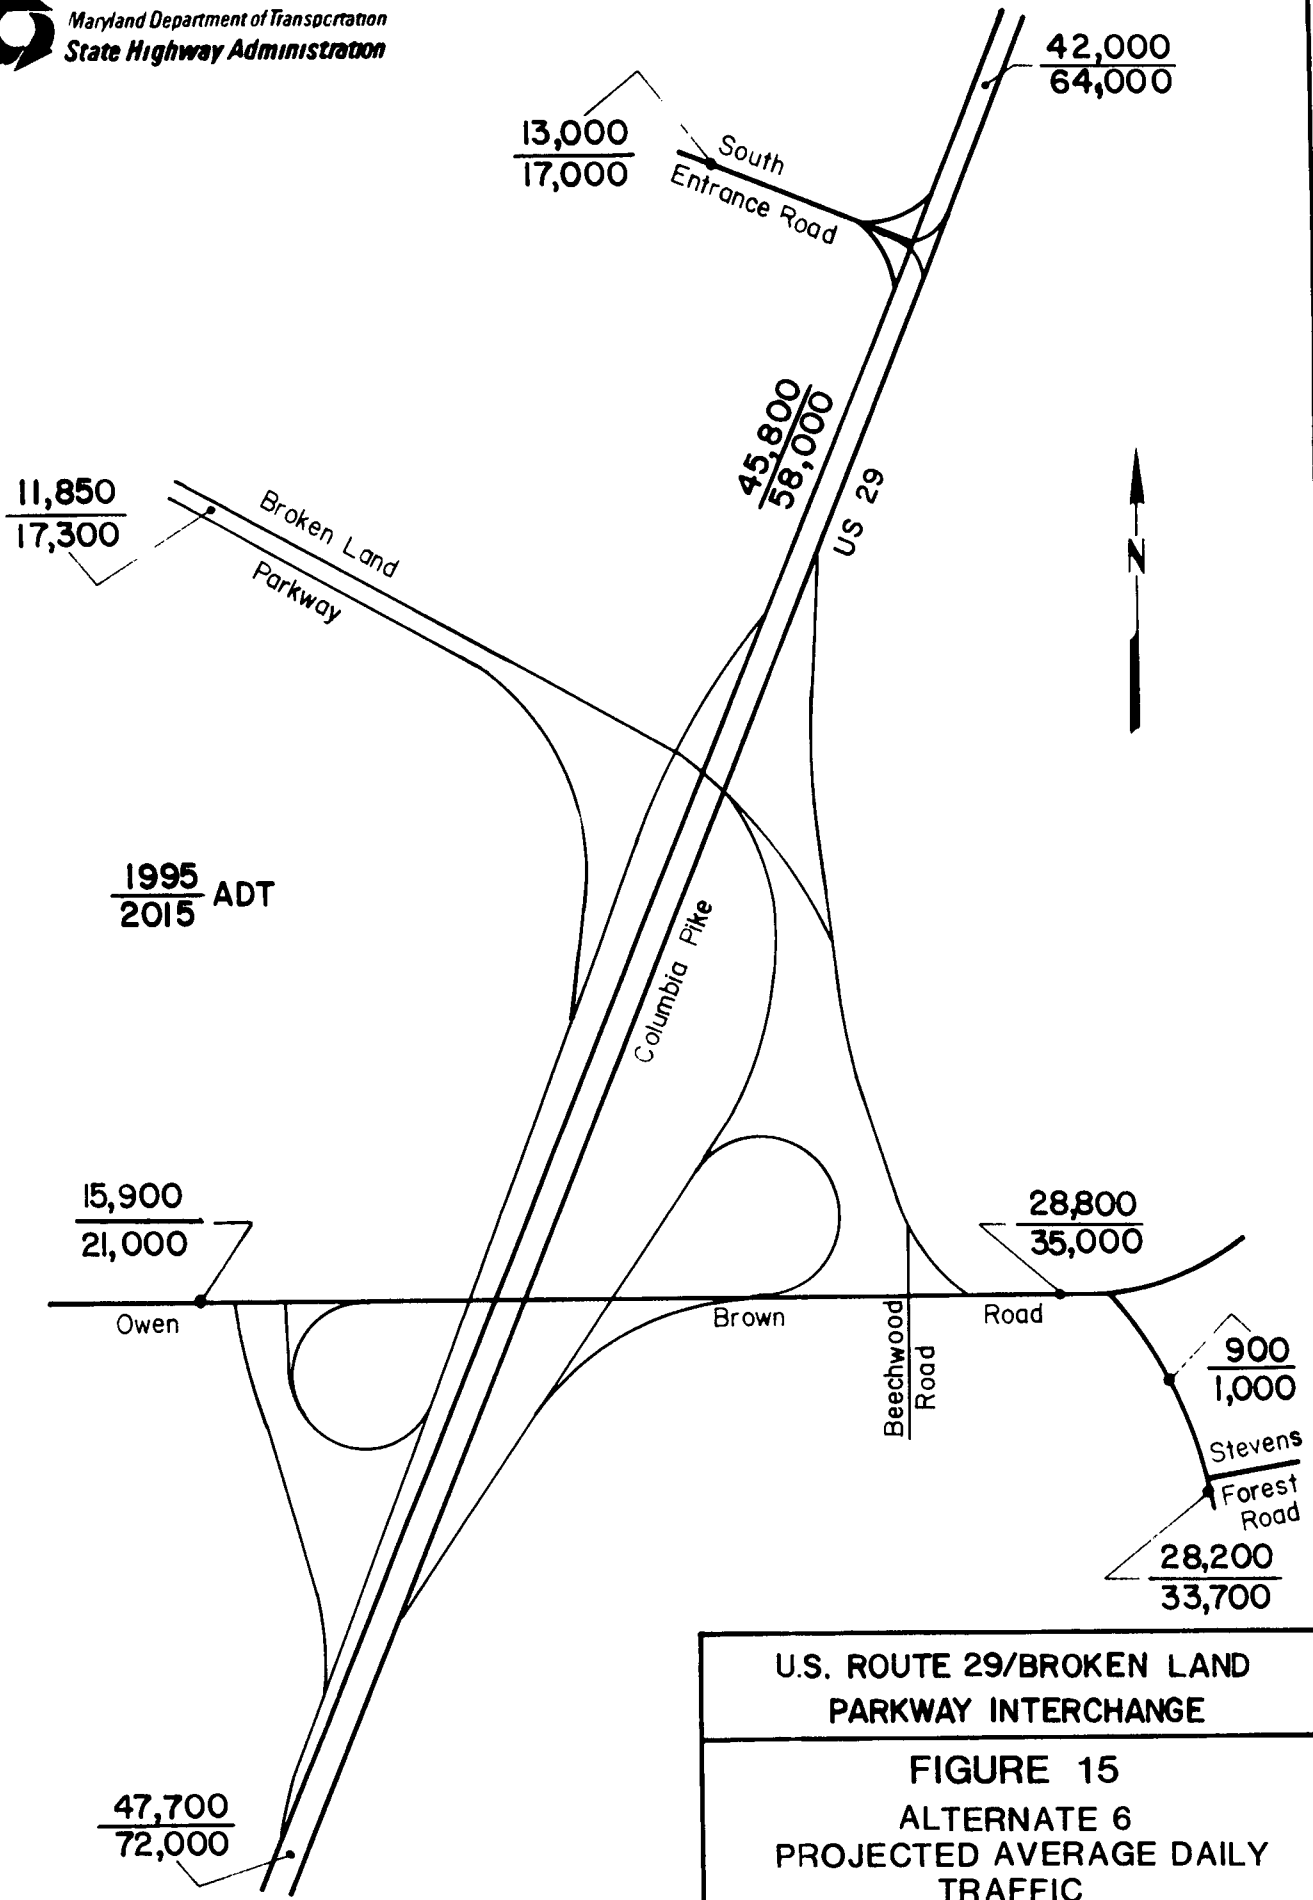 Maryland Department of Transportation
State Highway Administration
42,000
64,000
13,000
17,000
South
Entrance Road
45,800
58,000
US 29
11,850
17,300
Broken Land
Parkway
N
1995
2015 ADT
Columbia Pike
15,900
21,000
28,800
35,000
Owen
Brown
Road
Beechwood
Road
900
1,000
Stevens
Forest
Road
28,200
33,700
47,700
72,000
U.S. ROUTE 29/BROKEN LAND
PARKWAY INTERCHANGE
FIGURE 15
ALTERNATE 6
PROJECTED AVERAGE DAILY
TRAFFIC